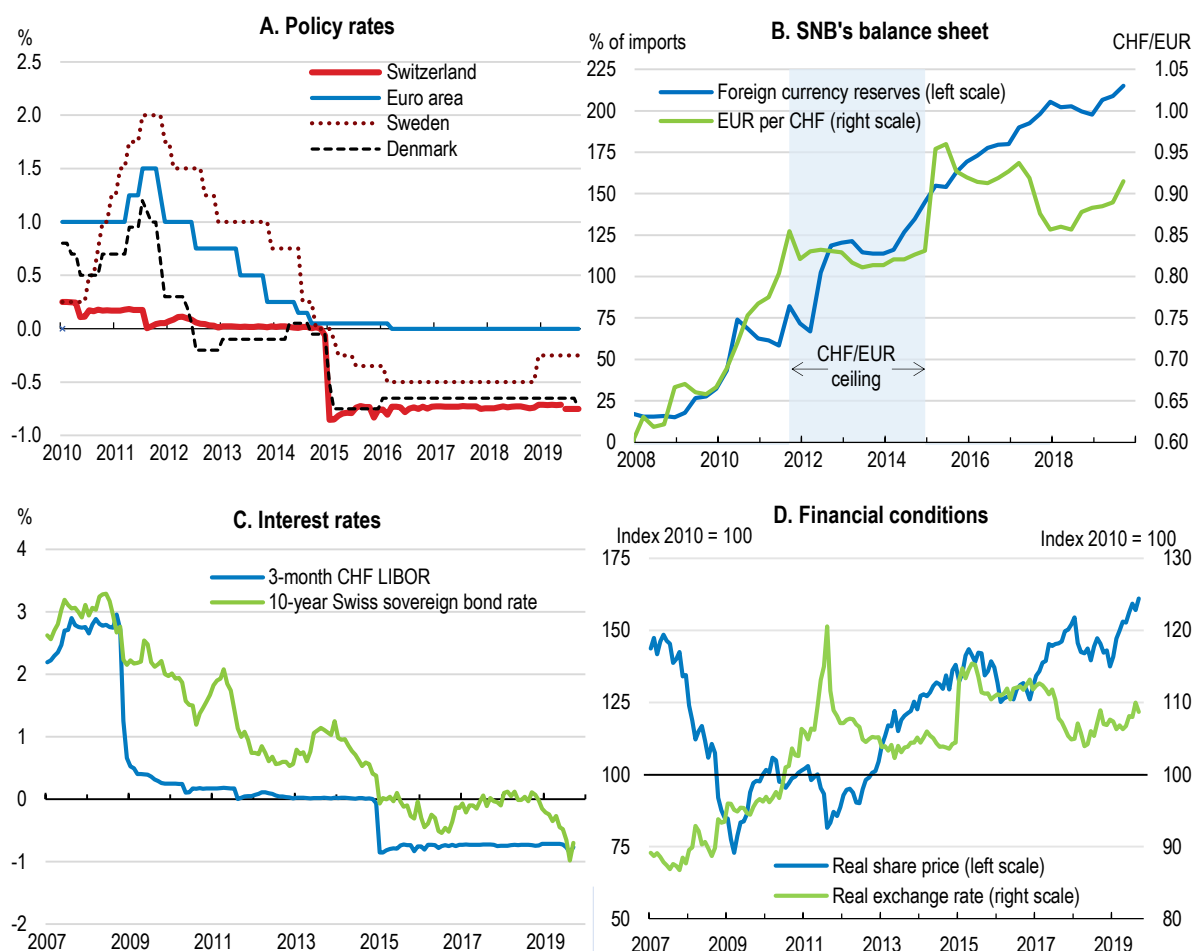 A. Policy rates
%
2.5
2.0
1.5
1.0
0.5
0.0
-0.5
-1.0
Switzerland
Euro area
Sweden
Denmark
2010 2011 2012 2013 2014 2015 2016 2017 2018 2019
B. SNB's balance sheet
% of imports
CHF/EUR
225
200
175
150
125
100
75
50
25
0
Foreign currency reserves (left scale)
EUR per CHF (right scale)
CHF/EUR
ceiling
1.05
1.00
0.95
0.90
0.85
0.80
0.75
0.70
0.65
0.60
2008 2010 2012 2014 2016 2018
C. Interest rates
%
4
3
2
1
0
-1
-2
3-month CHF LIBOR
10-year Swiss sovereign bond rate
2007 2009 2011 2013 2015 2017 2019
D. Financial conditions
Index 2010 = 100
Index 2010 = 100
175
150
125
100
75
50
130
120
110
100
90
80
Real share price (left scale)
Real exchange rate (right scale)
2007 2009 2011 2013 2015 2017 2019